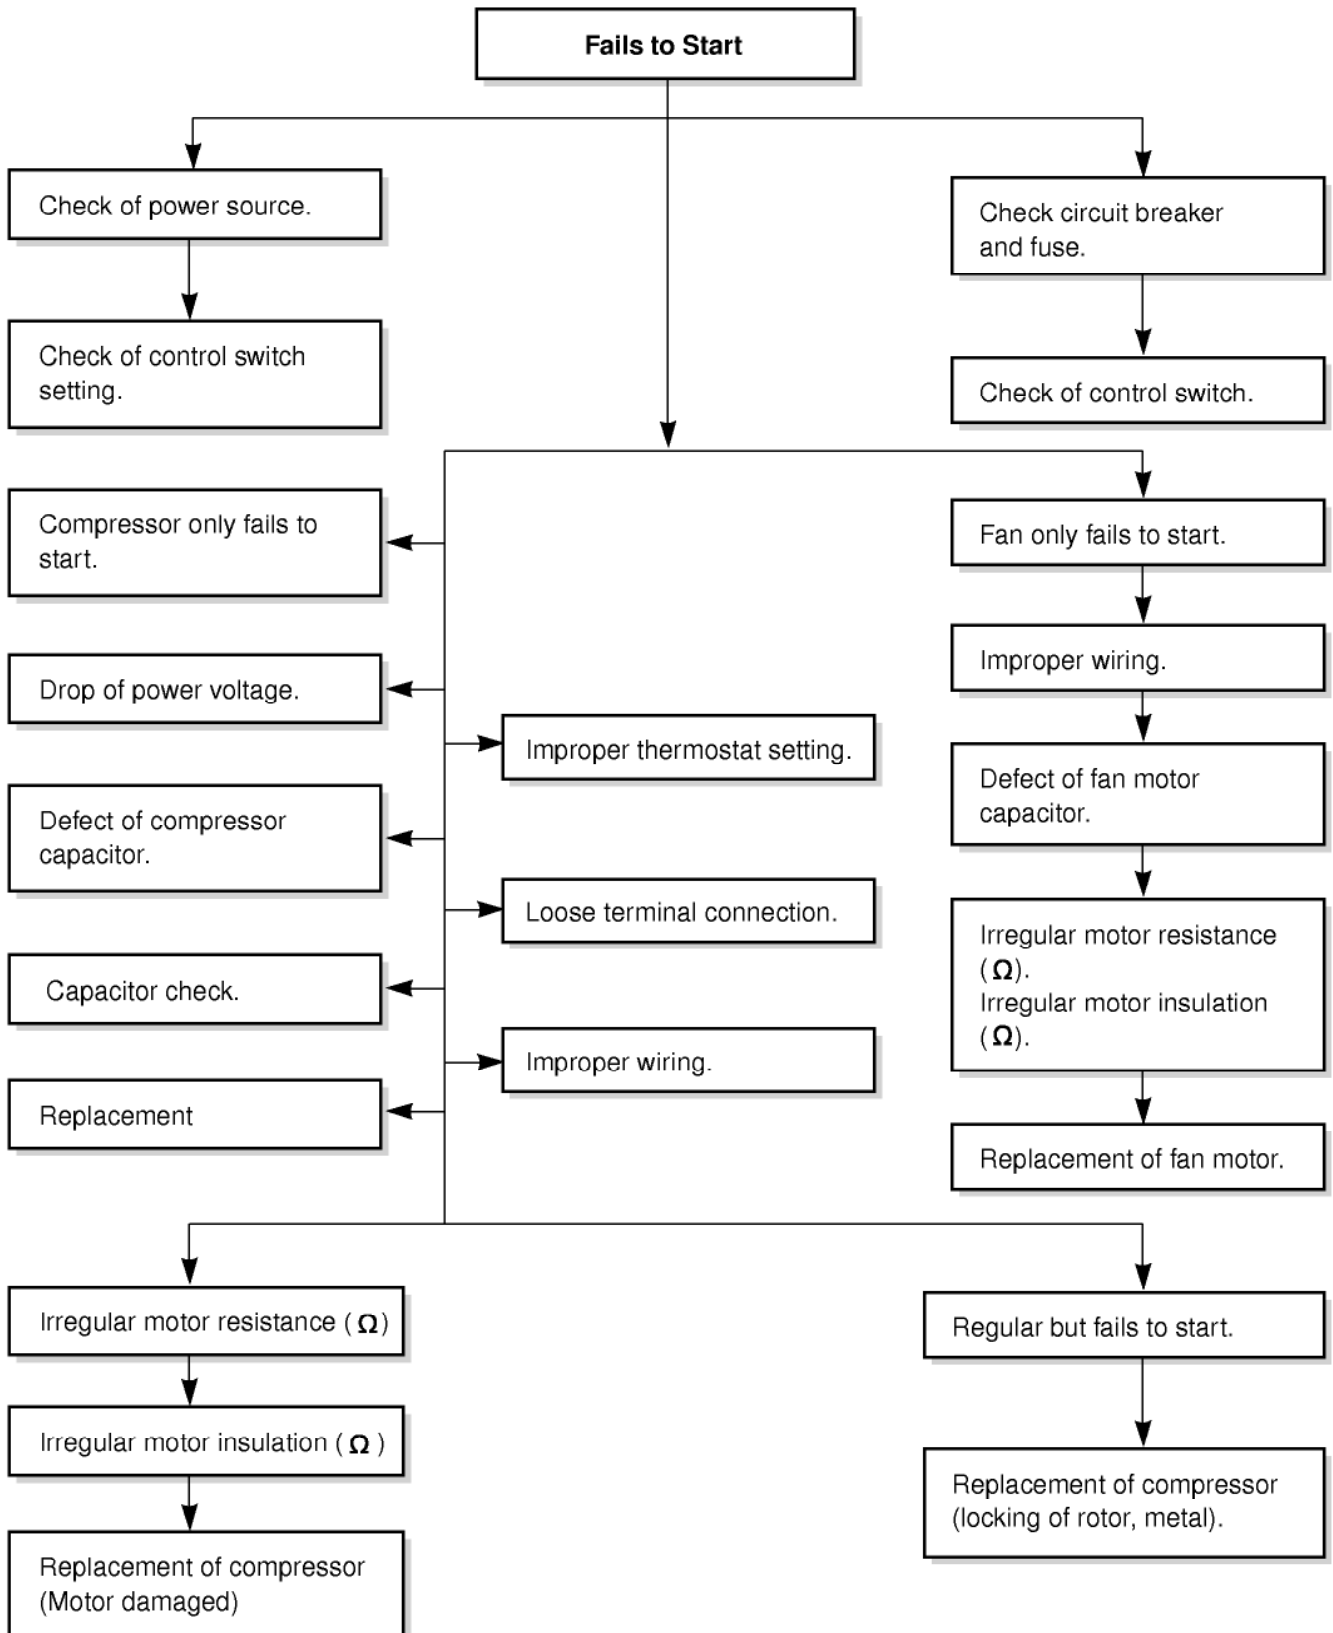 Fails to Start
Check of power source.
Check circuit breaker
and fuse.
Check of control switch
setting.
Check of control switch.
Compressor only fails to
start.
Fan only fails to start.
Drop of power voltage.
Improper wiring.
Improper thermostat setting.
Defect of fan motor
capacitor.
Defect of compressor
capacitor.
Loose terminal connection.
Irregular motor resistance
(Ω).
Irregular motor insulation
(Ω).
Capacitor check.
Improper wiring.
Replacement
Replacement of fan motor.
Irregular motor resistance (Ω)
Regular but fails to start.
Irregular motor insulation (Ω )
Replacement of compressor
(locking of rotor, metal).
Replacement of compressor
(Motor damaged)